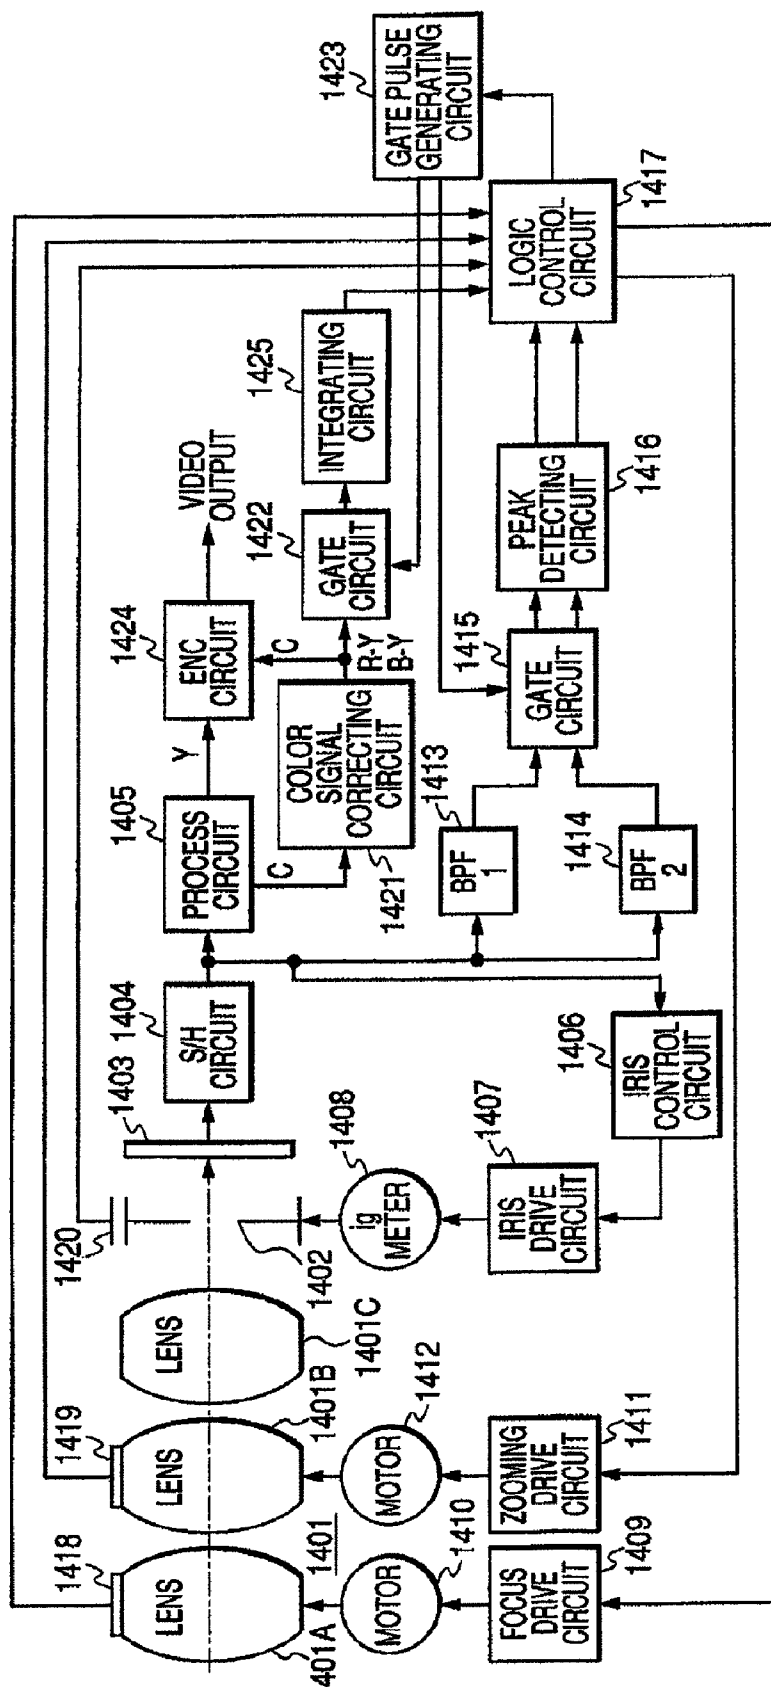 1418
1419
1420
LENS
LENS
LENS
401A
1401
1401B
1401C
1402
1403
1404
S/H
CIRCUIT
1405
PROCESS
CIRCUIT
Y
C
1424
ENC
CIRCUIT
VIDEO
OUTPUT
C
COLOR
SIGNAL
CORRECTING
CIRCUIT
1421
R-Y
B-Y
1422
GATE
CIRCUIT
1425
INTEGRATING
CIRCUIT
1423
GATE PULSE
GENERATING
CIRCUIT
MOTOR
1410
MOTOR
1412
ig
METER
1408
1413
BPF
1
1414
BPF
2
1415
GATE
CIRCUIT
PEAK
DETECTING
CIRCUIT
1416
LOGIC
CONTROL
CIRCUIT
1417
FOCUS
DRIVE
CIRCUIT
1409
ZOOMING
DRIVE
CIRCUIT
1411
1407
IRIS
DRIVE
CIRCUIT
1406
IRIS
CONTROL
CIRCUIT